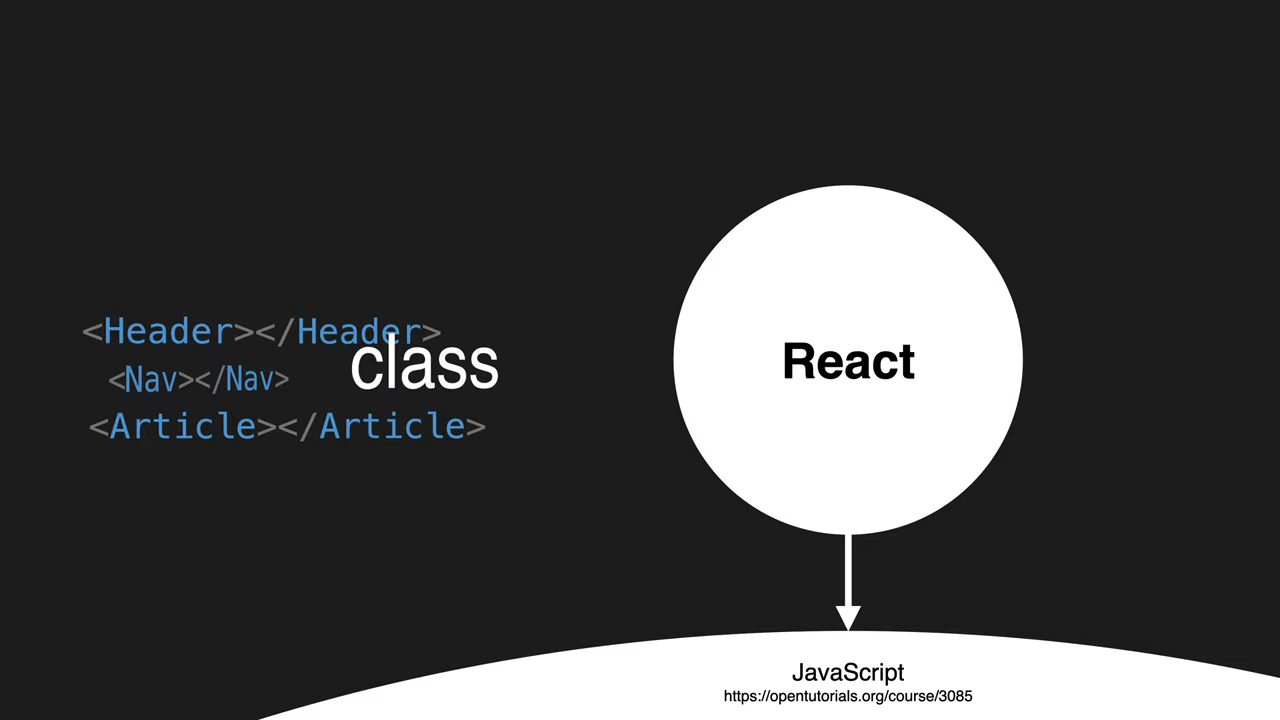 <Header></Header>
class
<Nav></Nav>
<Article></Article>
React
JavaScript
https://opentutorials.org/course/3085